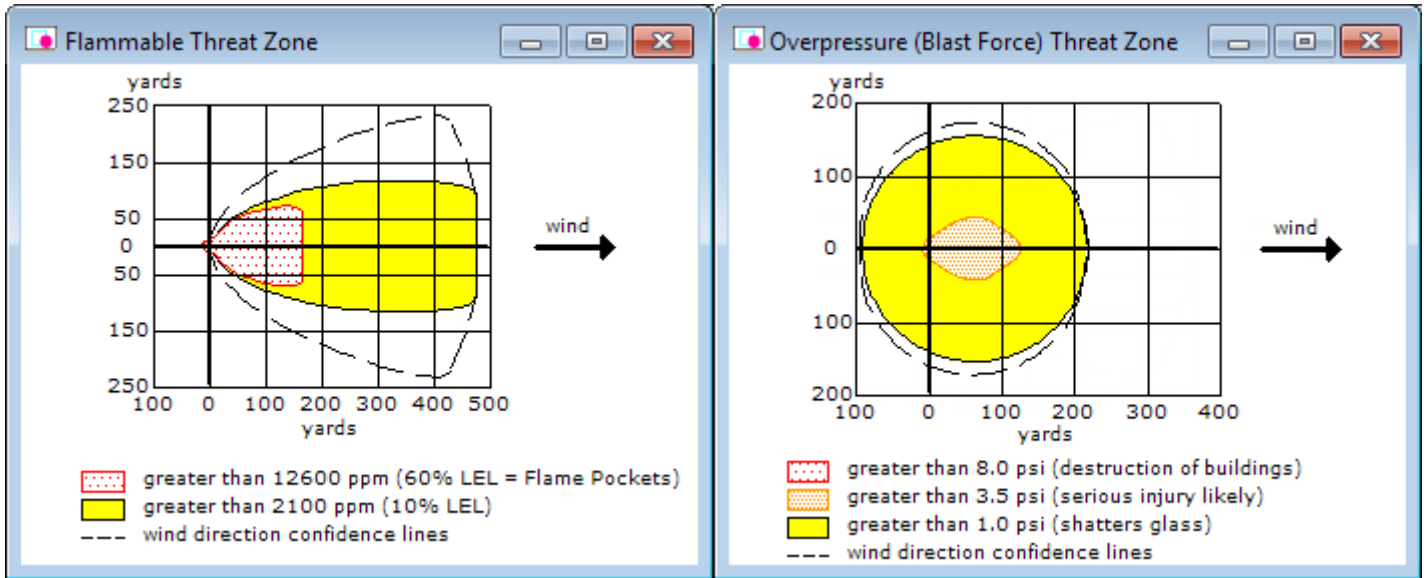 Flammable Threat Zone
yards
250
150
50
0
50
150
250
100 0 100 200 300 400 500
yards
wind
greater than 12600 ppm (60% LEL = Flame Pockets)
greater than 2100 ppm (10% LEL)
wind direction confidence lines
Overpressure (Blast Force) Threat Zone
yards
200
100
0
100
200
100 0 100 200 300 400
yards
wind
greater than 8.0 psi (destruction of buildings)
greater than 3.5 psi (serious injury likely)
greater than 1.0 psi (shatters glass)
wind direction confidence lines